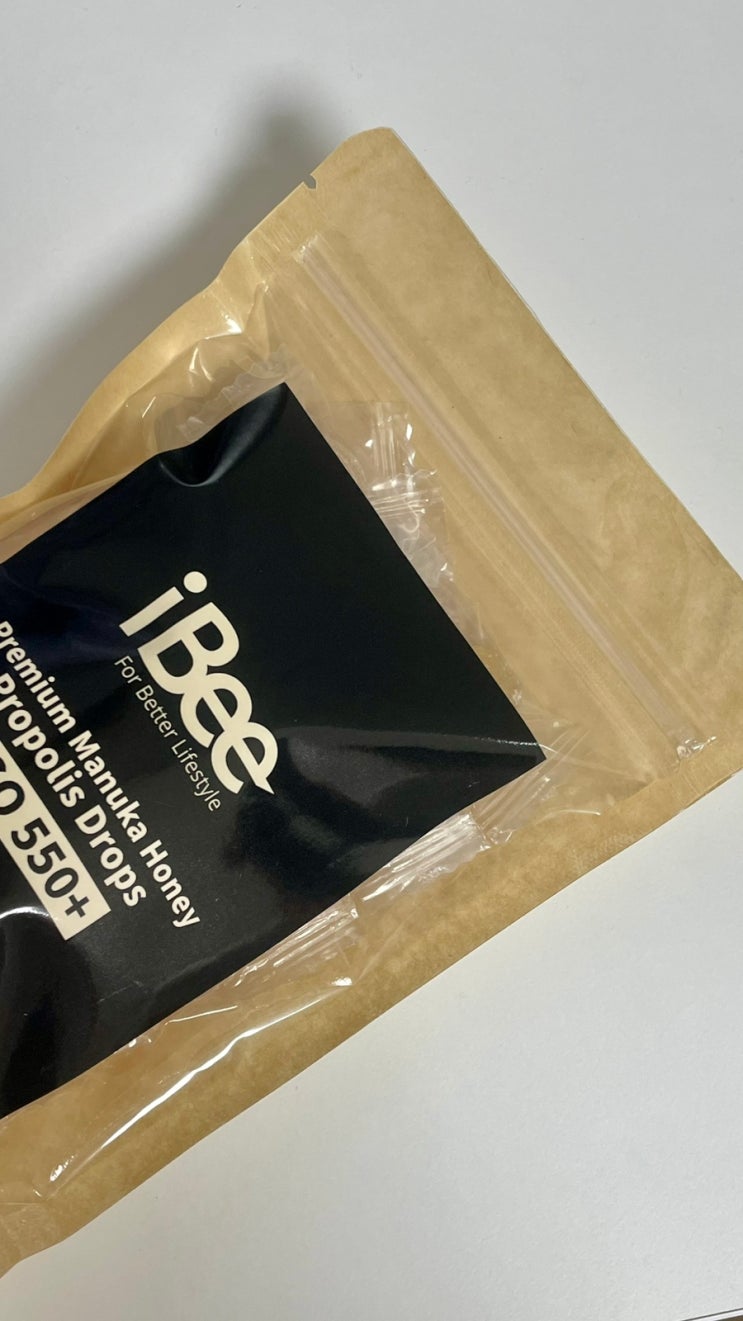 iBee
For Better Lifestyle
Premium Manuka Honey
Propolis Drops
550+